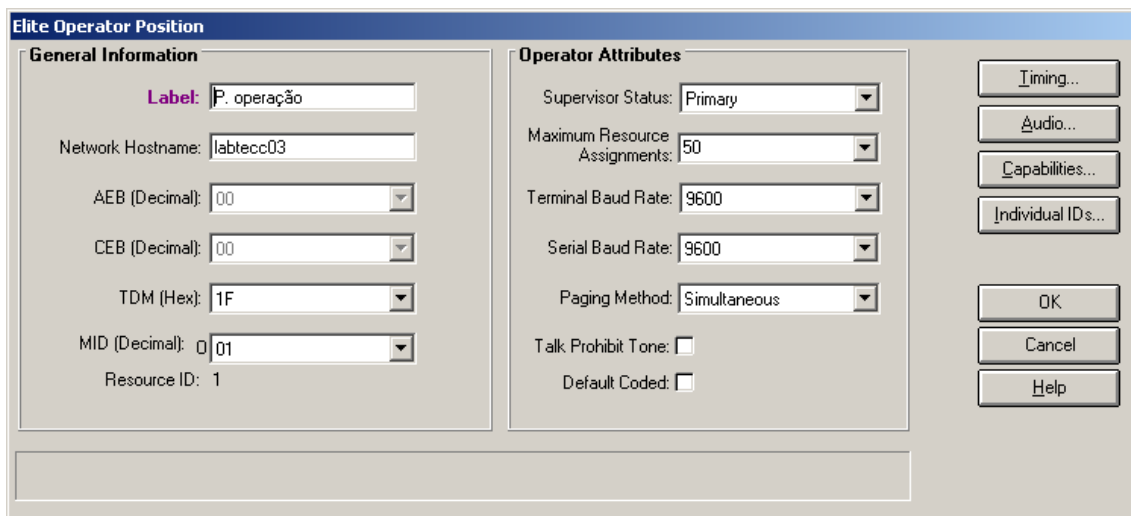 Elite Operator Position
General Information
Label: P. operação
Network Hostname: labtecc03
AEB (Decimal): 00
CEB (Decimal): 00
TDM (Hex): 1F
MID (Decimal): 0 01
Resource ID: 1
Operator Attributes
Supervisor Status: Primary
Maximum Resource
Assignments: 50
Terminal Baud Rate: 9600
Serial Baud Rate: 9600
Paging Method: Simultaneous
Talk Prohibit Tone:
Default Coded:
Timing...
Audio...
Capabilities...
Individual IDs...
OK
Cancel
Help